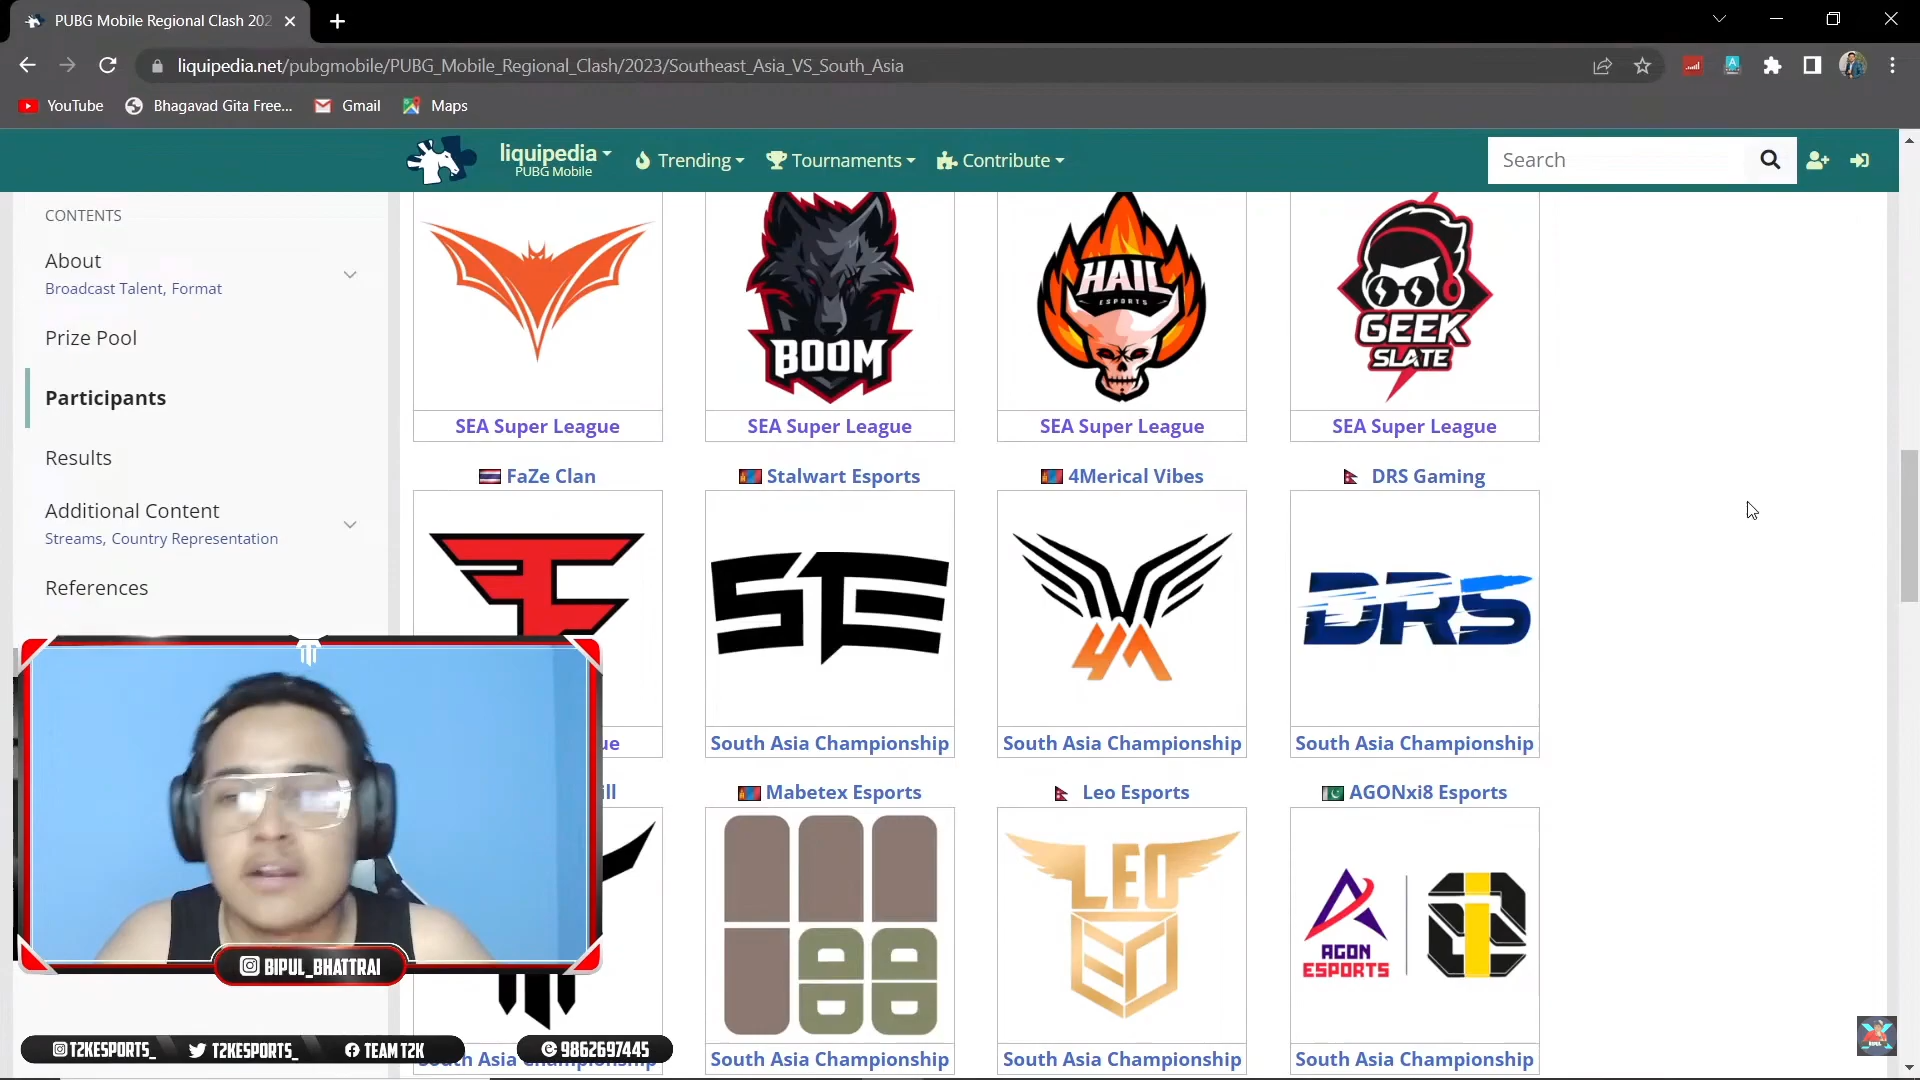 PUBG Mobile Regional Clash 202
liquipedia.net/pubgmobile/PUBG_Mobile_Regional_Clash/2023/Southeast_Asia_VS_South_Asia
YouTube Bhagavad Gita Free... Gmail Maps
liquipedia
PUBG Mobile
Trending
Tournaments
Contribute
Search
CONTENTS
About
Broadcast Talent, Format
Prize Pool
Participants
Results
Additional Content
Streams, Country Representation
References
BOOM
HAIL
ESPORTS
GEEK
SLATE
SEA Super League SEA Super League SEA Super League SEA Super League
FaZe Clan Stalwart Esports 4Merical Vibes DRS Gaming
DRS
ue South Asia Championship South Asia Championship South Asia Championship
ill Mabetex Esports Leo Esports AGONxi8 Esports
LEO
AGON
ESPORTS
South Asia Championship South Asia Championship South Asia Championship South Asia Championship
BIPUL_BHATTRAI
T2KESPORTS_ T2KESPORTS_ TEAM T2K 9862697445